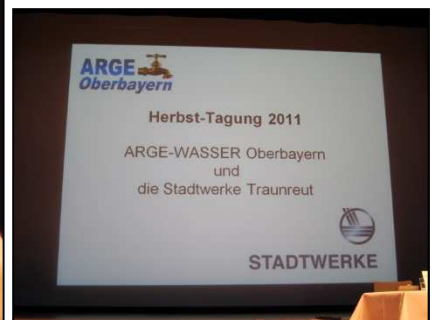 ARGE
Oberbayern
Herbst-Tagung 2011
ARGE-WASSER Oberbayern
und
die Stadtwerke Traunreut
STADTWERKE